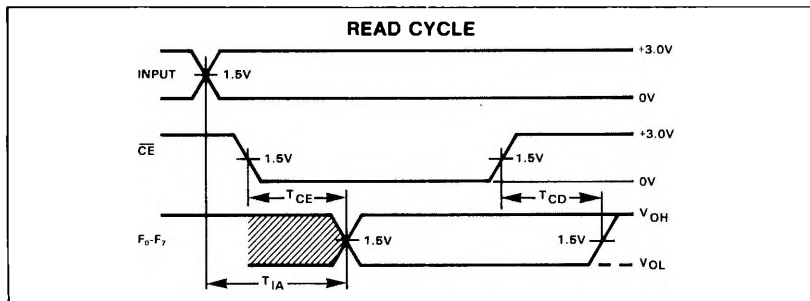 READ CYCLE
+3.0V
INPUT
1.5V
0V
+3.0V
CE
1.5V
1.5V
0V
TCE
TCD
VOH
F0-F7
1.5V
1.5V
VOL
TIA